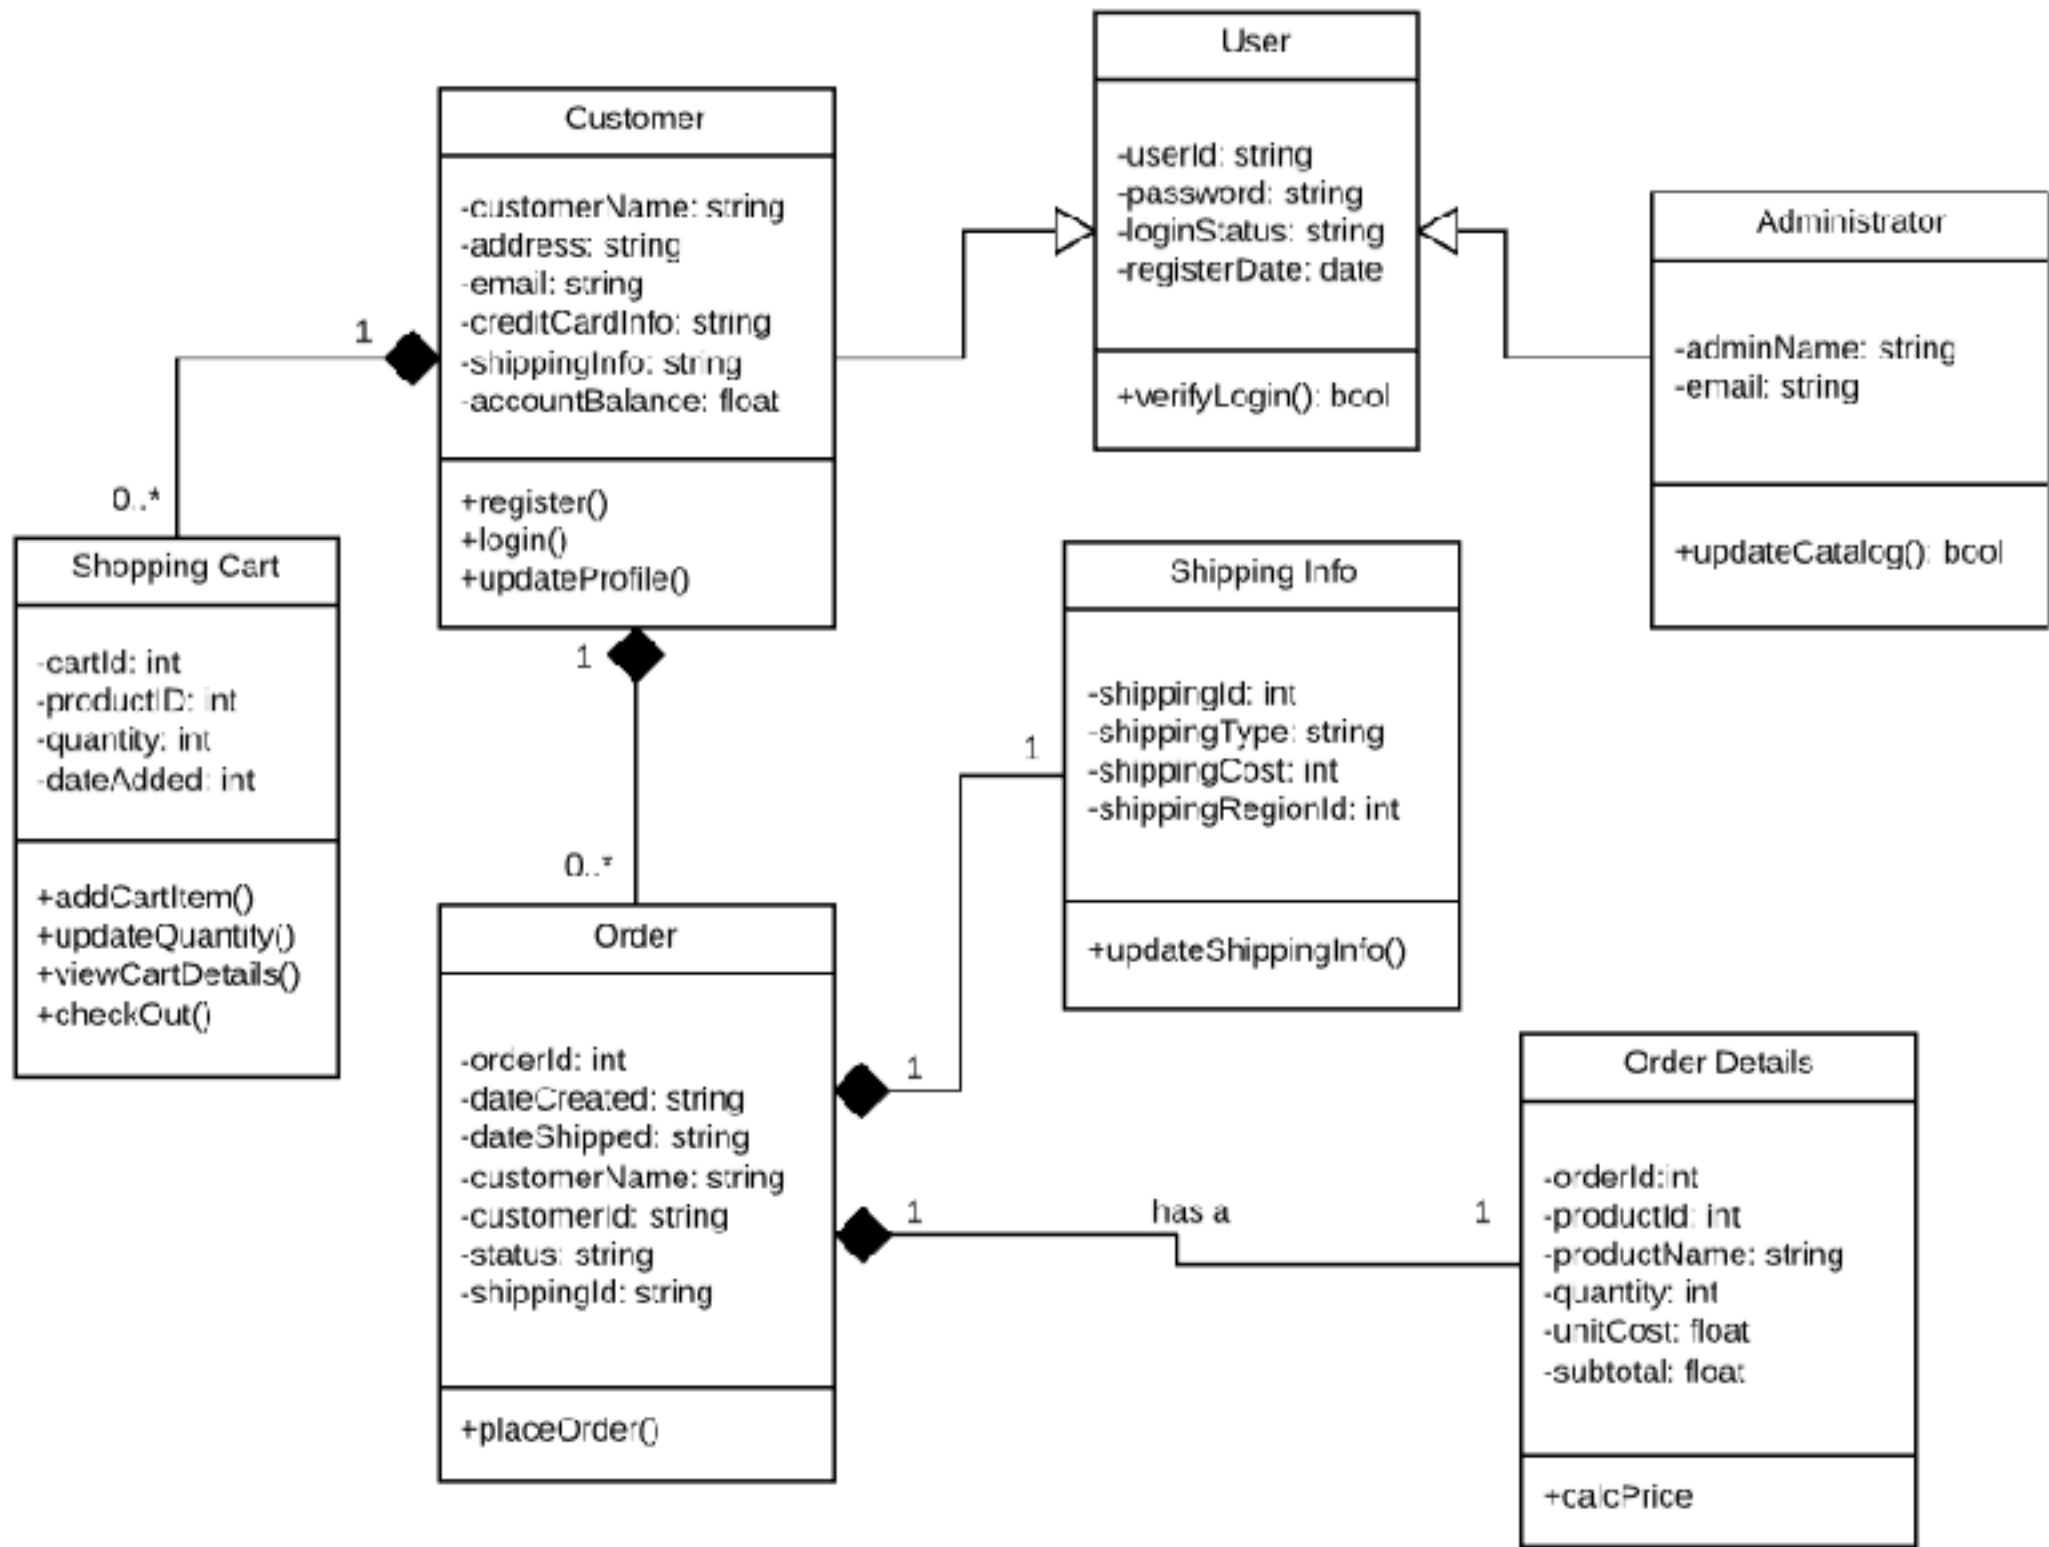 User
-userId: string
-password: string
-loginStatus: string
-registerDate: date
+verifyLogin(): bool
Customer
-customerName: string
-address: string
-email: string
-creditCardInfo: string
-shippingInfo: string
-accountBalance: float
+register()
+login()
+updateProfile()
Administrator
-adminName: string
-email: string
+updateCatalog(): bool
1
0..*
Shopping Cart
-cartId: int
-productID: int
-quantity: int
-dateAdded: int
+addCartItem()
+updateQuantity()
+viewCartDetails()
+checkOut()
1
0..*
Shipping Info
-shippingId: int
-shippingType: string
-shippingCost: int
-shippingRegionId: int
+updateShippingInfo()
1
1
Order
-orderId: int
-dateCreated: string
-dateShipped: string
-customerName: string
-customerId: string
-status: string
-shippingId: string
+placeOrder()
1
has a
1
Order Details
-orderId:int
-productId: int
-productName: string
-quantity: int
-unitCost: float
-subtotal: float
+calcPrice